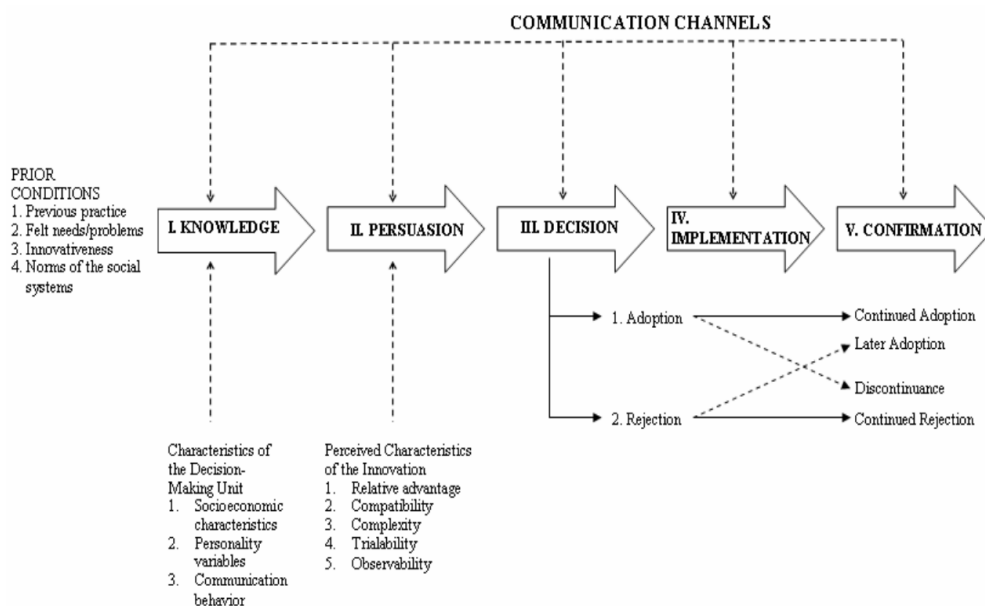 COMMUNICATION CHANNELS
PRIOR
CONDITIONS
1. Previous practice
2. Felt needs/problems
3. Innovativeness
4. Norms of the social
systems
I. KNOWLEDGE
II. PERSUASION
III. DECISION
IV.
IMPLEMENTATION
V. CONFIRMATION
1. Adoption
2. Rejection
Continued Adoption
Later Adoption
Discontinuance
Continued Rejection
Characteristics of
the Decision-
Making Unit
1. Socioeconomic
characteristics
2. Personality
variables
3. Communication
behavior
Perceived Characteristics
of the Innovation
1. Relative advantage
2. Compatibility
3. Complexity
4. Trialability
5. Observability